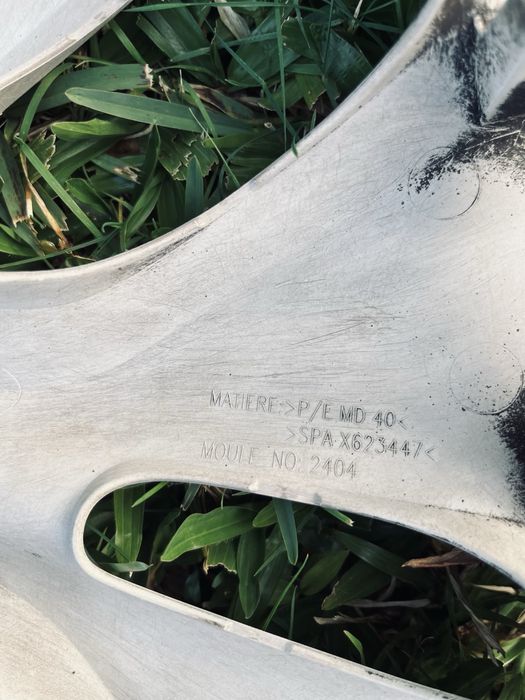 MATIERE:>P/E MD 40<
>SPA-X623447<
MOULE NO: 2404